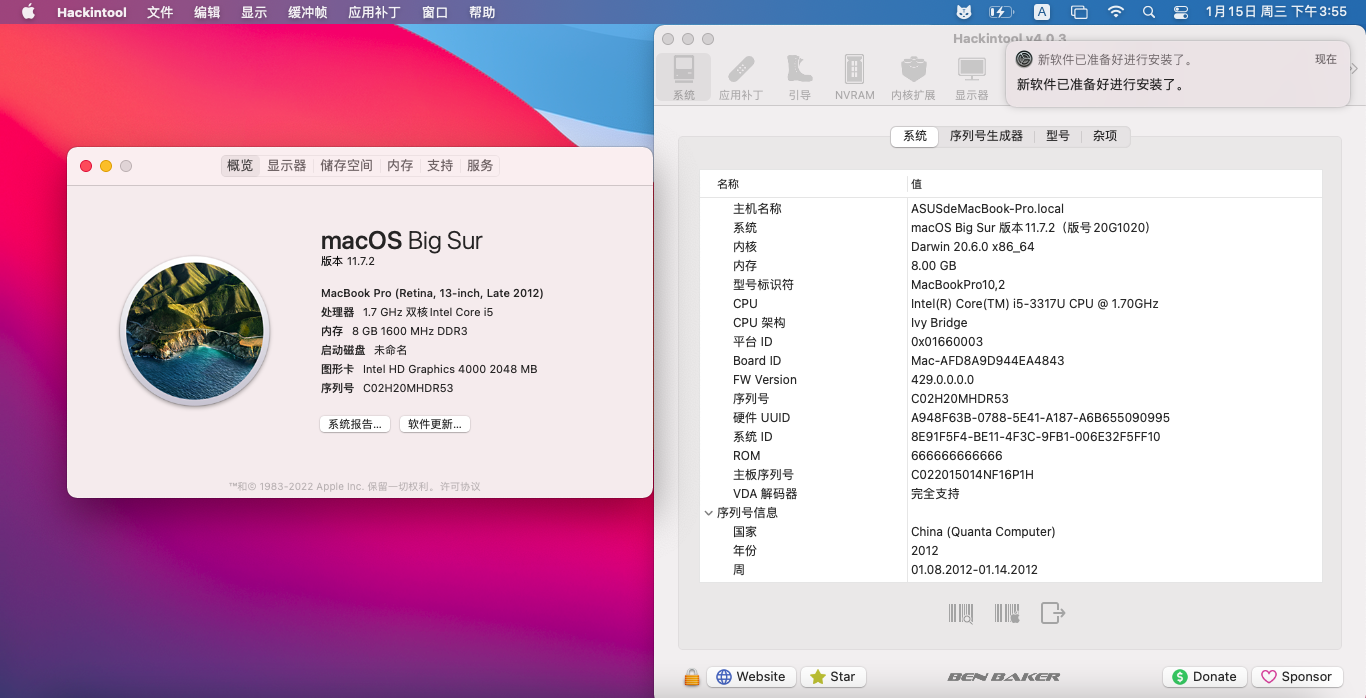 Hackintool 文件 编辑 显示 缓冲帧 应用补丁 窗口 帮助 A 1月15日 周三 下午3:55
概览 显示器 储存空间 内存 支持 服务
macOS Big Sur
版本 11.7.2
MacBook Pro (Retina, 13-inch, Late 2012)
处理器 1.7 GHz 双核Intel Core i5
内存 8 GB 1600 MHz DDR3
启动磁盘 未命名
图形卡 Intel HD Graphics 4000 2048 MB
序列号 C02H20MHDR53
系统报告... 软件更新...
™和© 1983-2022 Apple Inc. 保留一切权利。许可协议
Hackintool v4.0.3
系统 应用补丁 引导 NVRAM 内核扩展 显示器
新软件已准备好进行安装了。 现在
新软件已准备好进行安装了。
系统 序列号生成器 型号 杂项
名称 值
主机名称 ASUSdeMacBook-Pro.local
系统 macOS Big Sur 版本11.7.2（版号20G1020）
内核 Darwin 20.6.0 x86_64
内存 8.00 GB
型号标识符 MacBookPro10,2
CPU Intel(R) Core(TM) i5-3317U CPU @ 1.70GHz
CPU 架构 Ivy Bridge
平台 ID 0x01660003
Board ID Mac-AFD8A9D944EA4843
FW Version 429.0.0.0.0
序列号 C02H20MHDR53
硬件 UUID A948F63B-0788-5E41-A187-A6B655090995
系统 ID 8E91F5F4-BE11-4F3C-9FB1-006E32F5FF10
ROM 666666666666
主板序列号 C022015014NF16P1H
VDA 解码器 完全支持
序列号信息
国家 China (Quanta Computer)
年份 2012
周 01.08.2012-01.14.2012
Website Star BEN BAKER Donate Sponsor